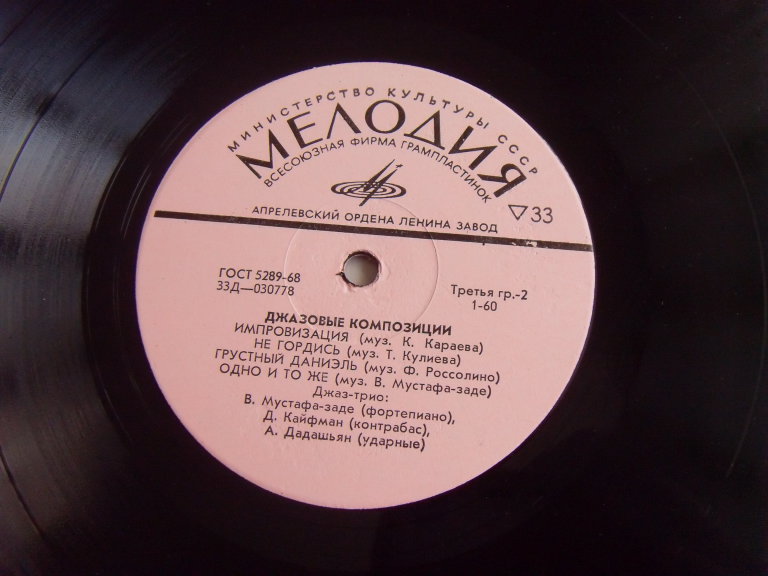 МИНИСТЕРСТВО КУЛЬТУРЫ СССР
МЕЛОДИЯ
ВСЕСОЮЗНАЯ ФИРМА ГРАМПЛАСТИНОК
АПРЕЛЕВСКИЙ ОРДЕНА ЛЕНИНА ЗАВОД
▽33
ГОСТ 5289-68
33Д—030778
Третья гр.-2
1-60
ДЖАЗОВЫЕ КОМПОЗИЦИИ
ИМПРОВИЗАЦИЯ (муз. К. Караева)
НЕ ГОРДИСЬ (муз. Т. Кулиева)
ГРУСТНЫЙ ДАНИЭЛЬ (муз. Ф. Россолино)
ОДНО И ТО ЖЕ (муз. В. Мустафа-заде)
Джаз-трио:
В. Мустафа-заде (фортепиано),
Д. Кайфман (контрабас),
А. Дадашьян (ударные)